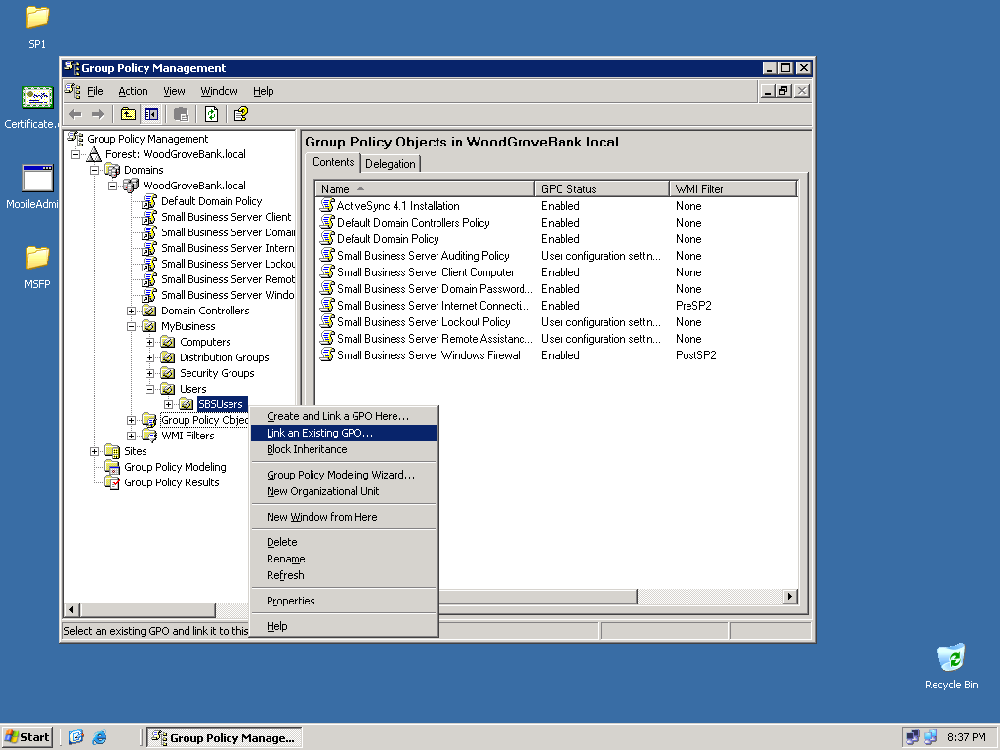 SP1
Certificate.
MobileAdmi
MSFP
Recycle Bin
Group Policy Management
File Action View Window Help
Group Policy Management
Forest: WoodGroveBank.local
Domains
WoodGroveBank.local
Default Domain Policy
Small Business Server Client
Small Business Server Domai
Small Business Server Intern
Small Business Server Lockou
Small Business Server Remot
Small Business Server Windo
Domain Controllers
MyBusiness
Computers
Distribution Groups
Security Groups
Users
SBSUsers
Group Policy Objec
WMI Filters
Sites
Group Policy Modeling
Group Policy Results
Group Policy Objects in WoodGroveBank.local
Contents Delegation
Name GPO Status WMI Filter
ActiveSync 4.1 Installation Enabled None
Default Domain Controllers Policy Enabled None
Default Domain Policy Enabled None
Small Business Server Auditing Policy User configuration settin... None
Small Business Server Client Computer Enabled None
Small Business Server Domain Password... Enabled None
Small Business Server Internet Connecti... Enabled PreSP2
Small Business Server Lockout Policy User configuration settin... None
Small Business Server Remote Assistanc... User configuration settin... None
Small Business Server Windows Firewall Enabled PostSP2
Create and Link a GPO Here...
Link an Existing GPO...
Block Inheritance
Group Policy Modeling Wizard...
New Organizational Unit
New Window from Here
Delete
Rename
Refresh
Properties
Help
Select an existing GPO and link it to this
Start Group Policy Manage... 8:37 PM